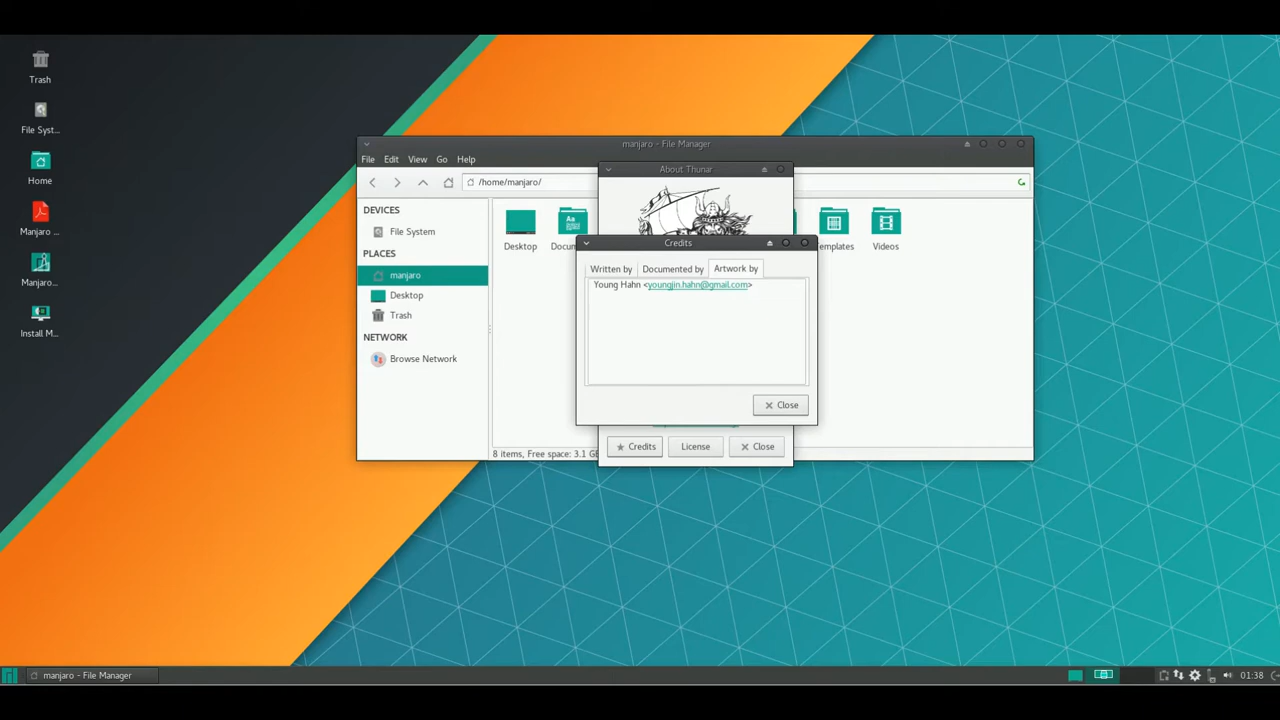 Trash
File Syst...
Home
Manjaro ...
Manjaro...
Install M...
manjaro - File Manager
File Edit View Go Help
/home/manjaro/
DEVICES
File System
PLACES
manjaro
Desktop
Trash
NETWORK
Browse Network
Desktop
Videos
8 items, Free space: 3.1
About Thunar
Credits
Written by Documented by Artwork by
Young Hahn <youngjin.hahn@gmail.com>
Close
Credits License Close
manjaro - File Manager
01:38